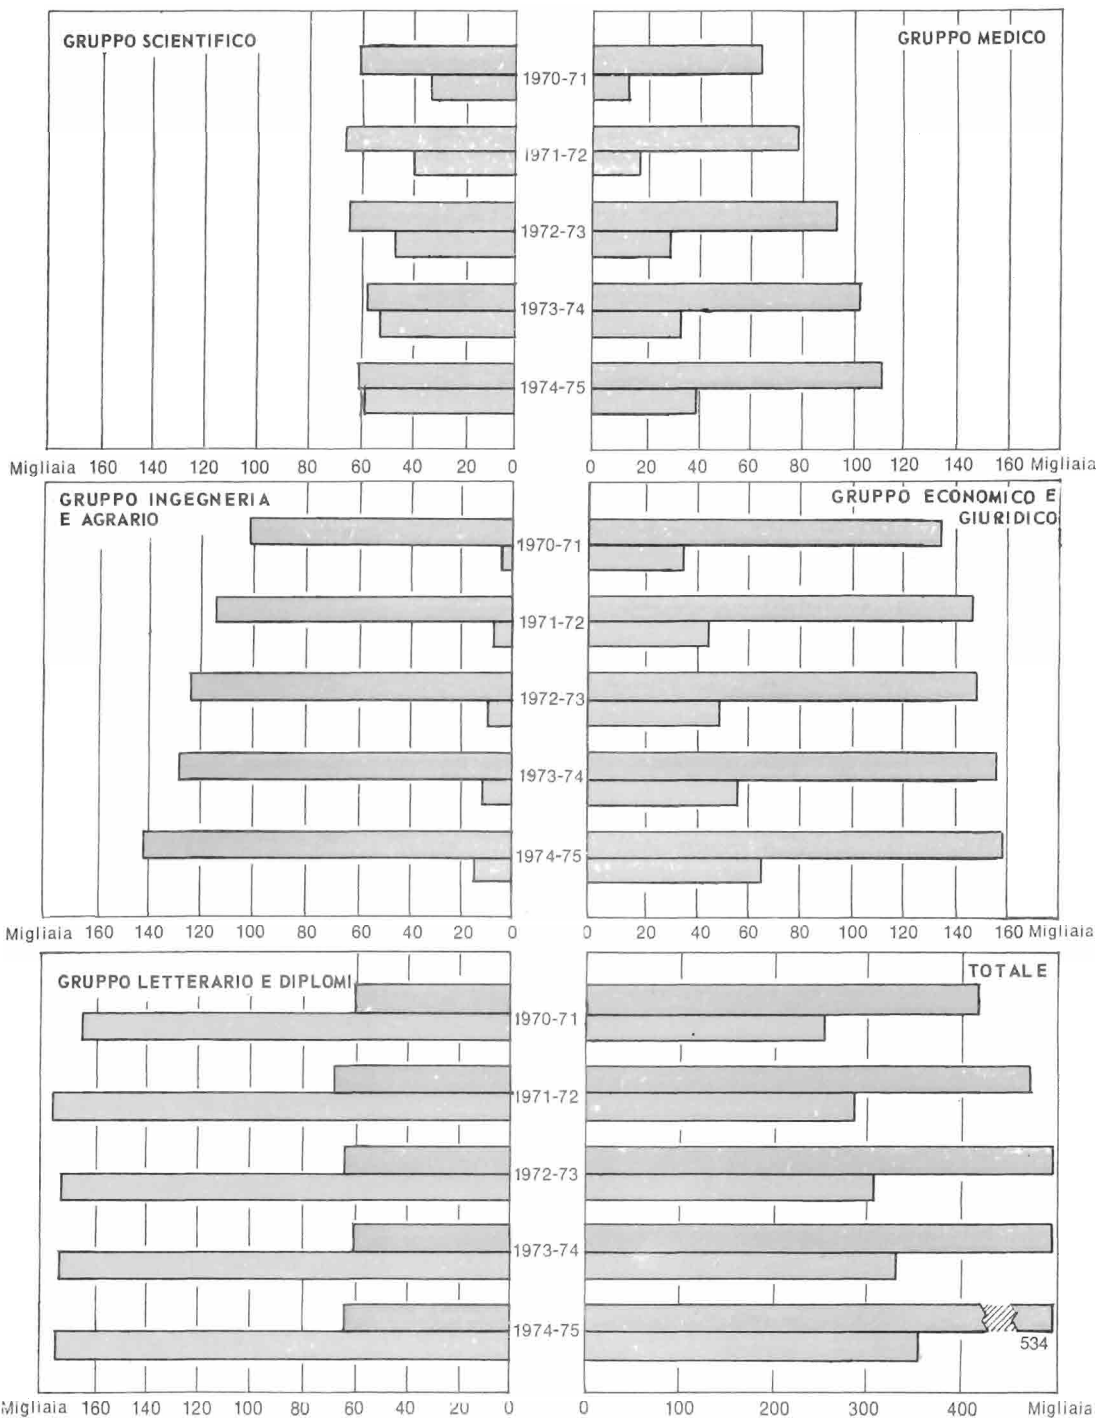 GRUPPO SCIENTIFICO
GRUPPO MEDICO
1970-71
1971-72
1972-73
1973-74
1974-75
Migliaia 160 140 120 100 80 60 40 20 0
0 20 40 60 80 100 120 140 160 Migliaia
GRUPPO INGEGNERIA
E AGRARIO
GRUPPO ECONOMICO E
GIURIDICO
1970-71
1971-72
1972-73
1973-74
1974-75
Migliaia 160 140 120 100 80 60 40 20 0
0 20 40 60 80 100 120 140 160 Migliaia
GRUPPO LETTERARIO E DIPLOMI
TOTALE
1970-71
1971-72
1972-73
1973-74
1974-75
534
Migliaia 160 140 120 100 80 60 40 20 0
0 100 200 300 400 Migliaia